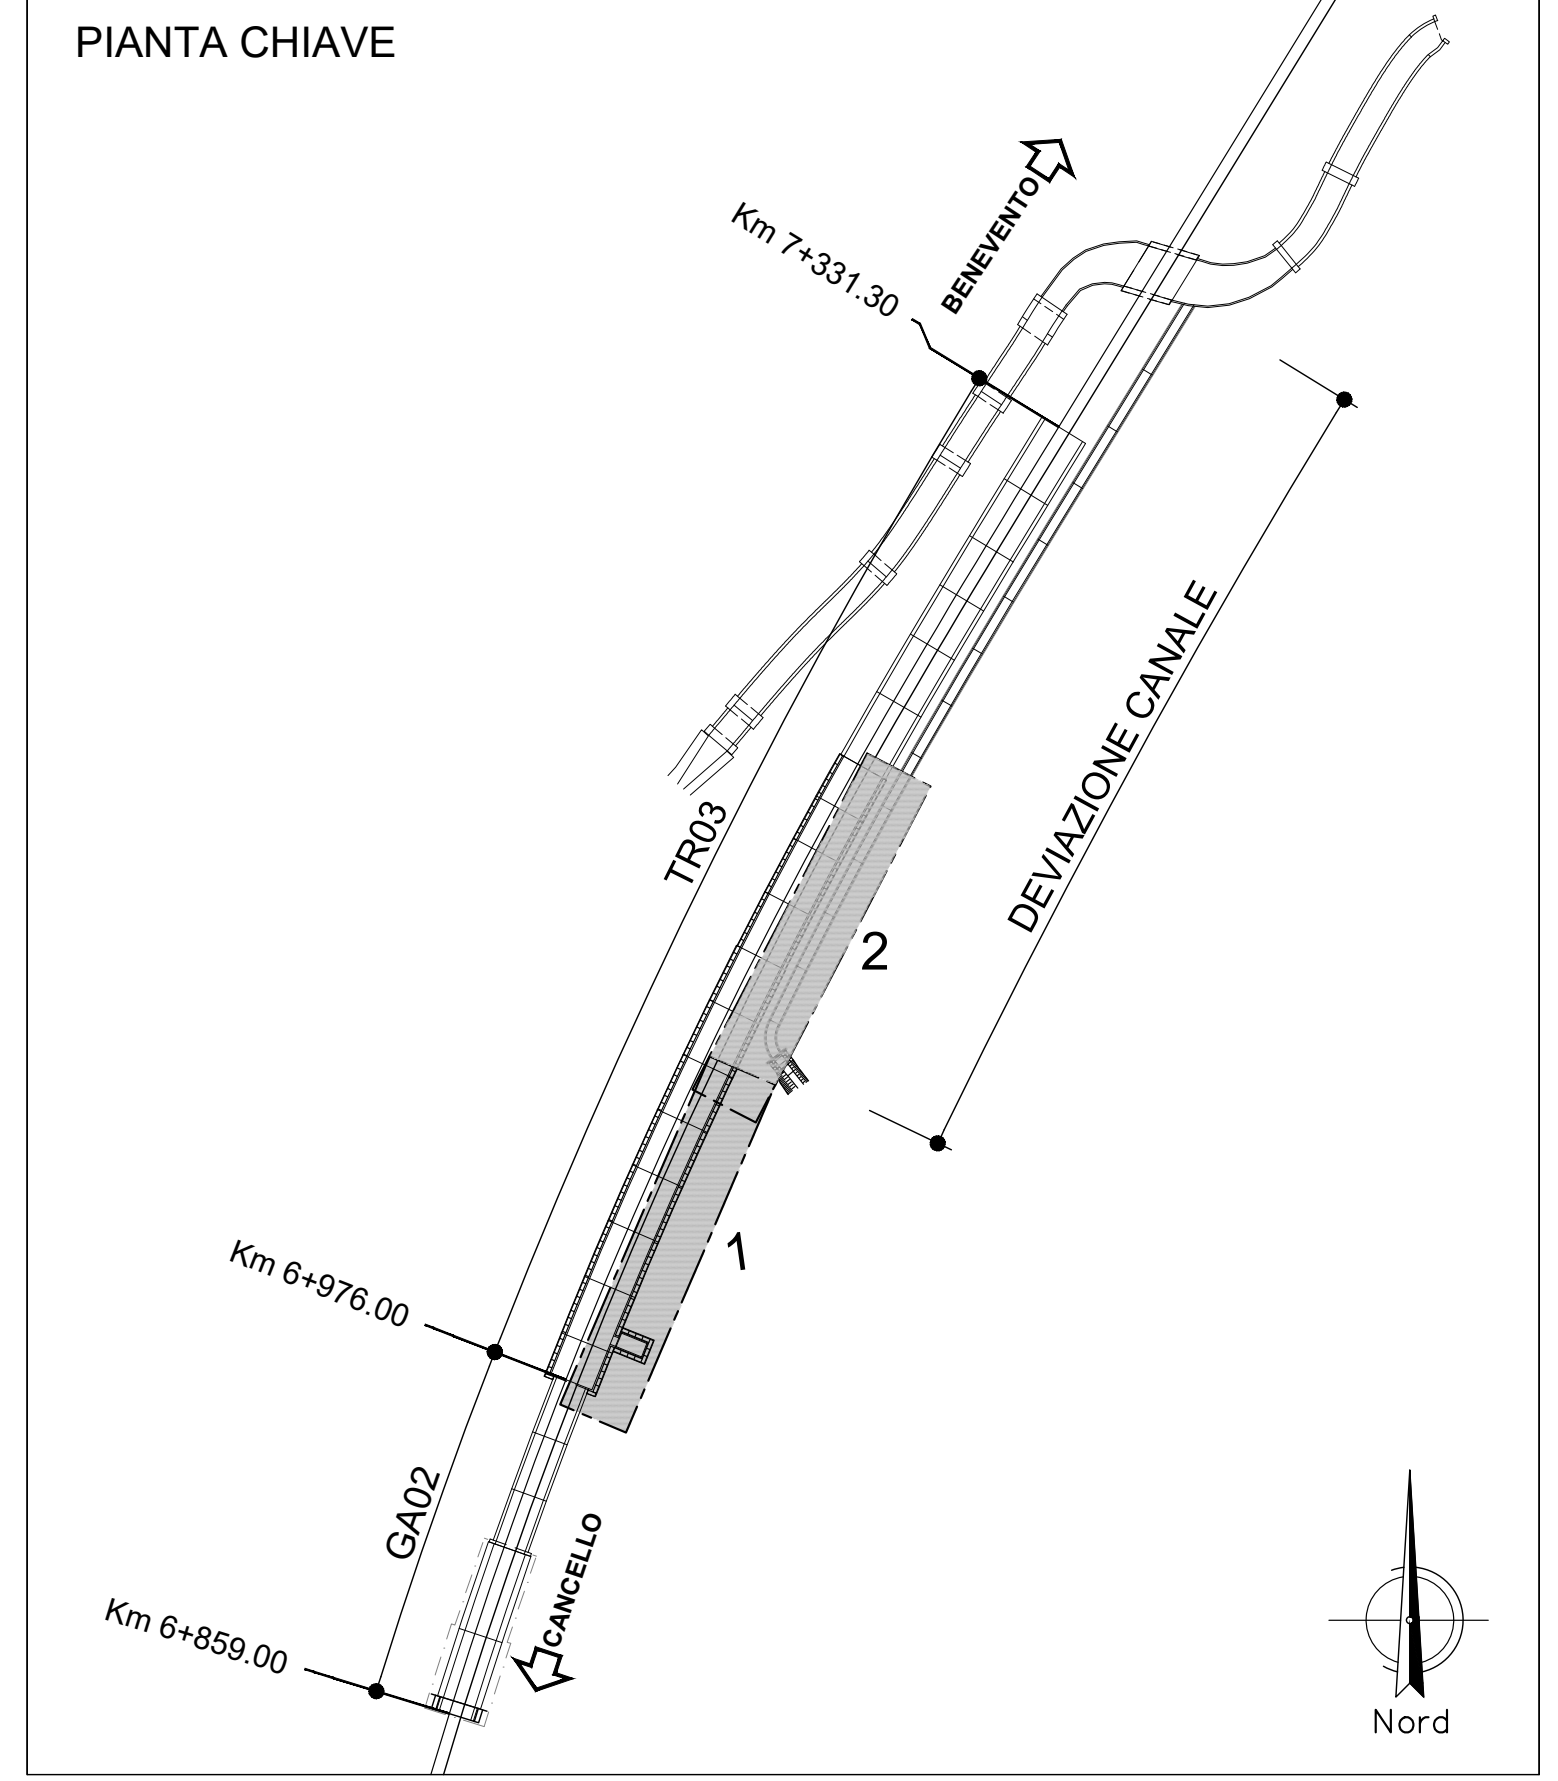 PIANTA CHIAVE
BENEVENTO
Km 7+331.30
DEVIAZIONE CANALE
TR03
2
1
Km 6+976.00
GA02
CANCELLO
Km 6+859.00
Nord